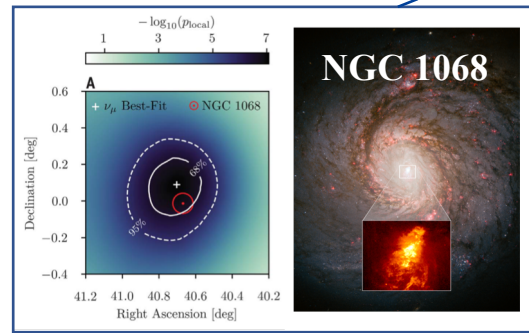 − log₁₀(p_local)
1 3 5 7
A
ν_μ Best-Fit NGC 1068
0.6
0.4
0.2
0.0
−0.2
−0.4
Declination [deg]
68%
95%
41.2 41.0 40.8 40.6 40.4 40.2
Right Ascension [deg]
NGC 1068